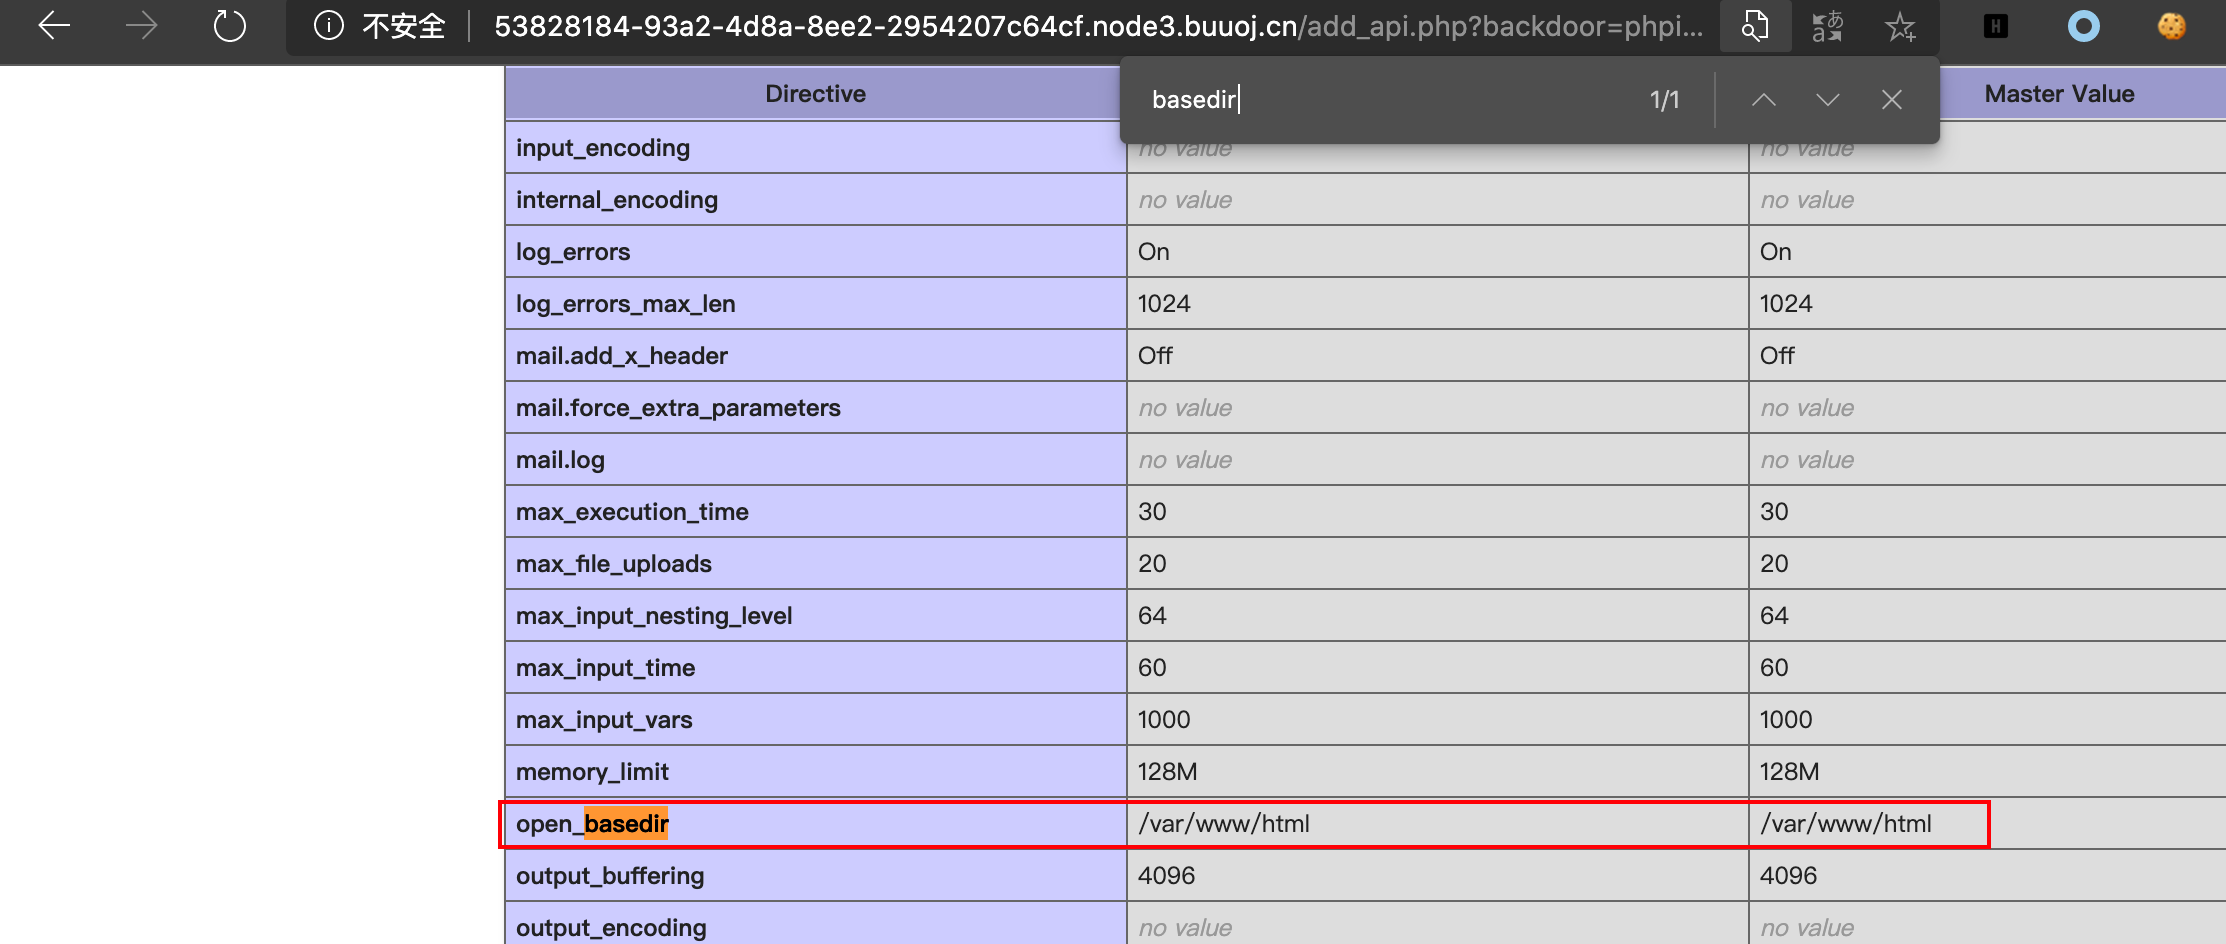 不安全 53828184-93a2-4d8a-8ee2-2954207c64cf.node3.buuoj.cn/add_api.php?backdoor=phpi...
basedir 1/1
Directive Master Value
input_encoding no value no value
internal_encoding no value no value
log_errors On On
log_errors_max_len 1024 1024
mail.add_x_header Off Off
mail.force_extra_parameters no value no value
mail.log no value no value
max_execution_time 30 30
max_file_uploads 20 20
max_input_nesting_level 64 64
max_input_time 60 60
max_input_vars 1000 1000
memory_limit 128M 128M
open_basedir /var/www/html /var/www/html
output_buffering 4096 4096
output_encoding no value no value